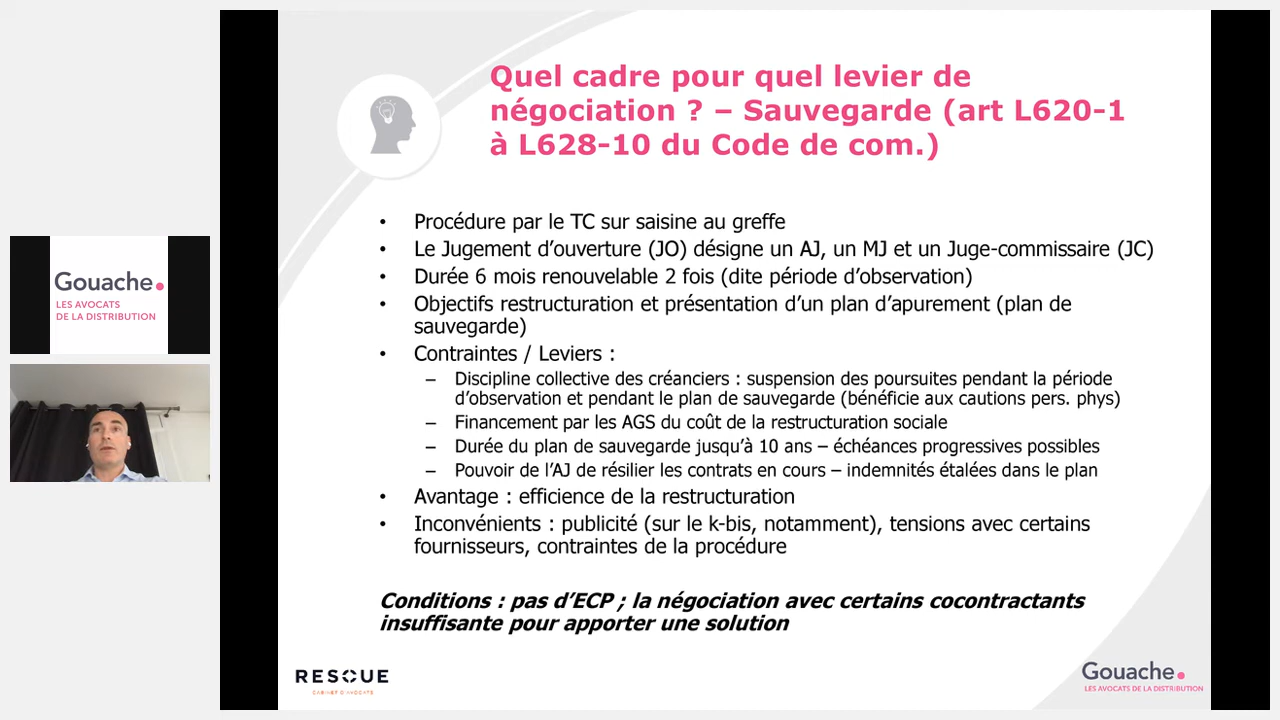 Quel cadre pour quel levier de
négociation ? – Sauvegarde (art L620-1
à L628-10 du Code de com.)
• Procédure par le TC sur saisine au greffe
• Le Jugement d’ouverture (JO) désigne un AJ, un MJ et un Juge-commissaire (JC)
• Durée 6 mois renouvelable 2 fois (dite période d’observation)
• Objectifs restructuration et présentation d’un plan d’apurement (plan de
sauvegarde)
• Contraintes / Leviers :
– Discipline collective des créanciers : suspension des poursuites pendant la période
d’observation et pendant le plan de sauvegarde (bénéficie aux cautions pers. phys)
– Financement par les AGS du coût de la restructuration sociale
– Durée du plan de sauvegarde jusqu’à 10 ans – échéances progressives possibles
– Pouvoir de l’AJ de résilier les contrats en cours – indemnités étalées dans le plan
• Avantage : efficience de la restructuration
• Inconvénients : publicité (sur le k-bis, notamment), tensions avec certains
fournisseurs, contraintes de la procédure
Conditions : pas d’ECP ; la négociation avec certains cocontractants
insuffisante pour apporter une solution
RESCUE
CABINET D'AVOCATS
Gouache.
LES AVOCATS DE LA DISTRIBUTION
Gouache.
LES AVOCATS
DE LA DISTRIBUTION